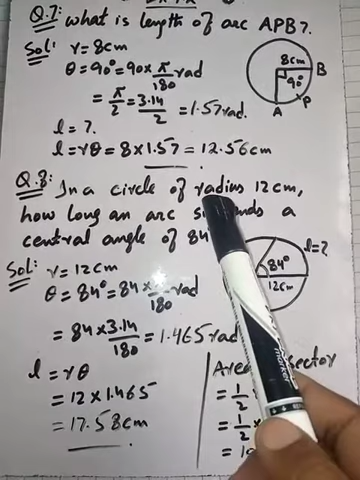 Q.7: what is length of arc APB?
Sol: r = 8cm
θ = 90° = 90 × π/180 rad
= π/2 = 3.14/2 = 1.57 rad.
l = ?
l = rθ = 8 × 1.57 = 12.56 cm
8cm
B
90°
A
P
Q.8: In a circle of radius 12 cm,
how long an arc a
central angle of 84
Sol: r = 12cm
θ = 84° = 84 × π/180 rad
= 84 × 3.14/180 = 1.465 rad
l = rθ
= 12 × 1.465
= 17.58 cm
l = ?
84°
12cm
Area
= 1/2
= 1/2 ×
=
marker